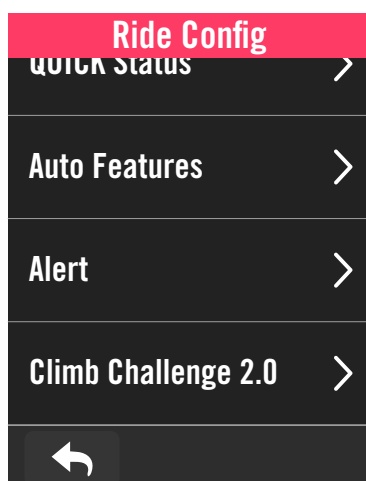 Ride Config
QUICK Status
Auto Features
Alert
Climb Challenge 2.0